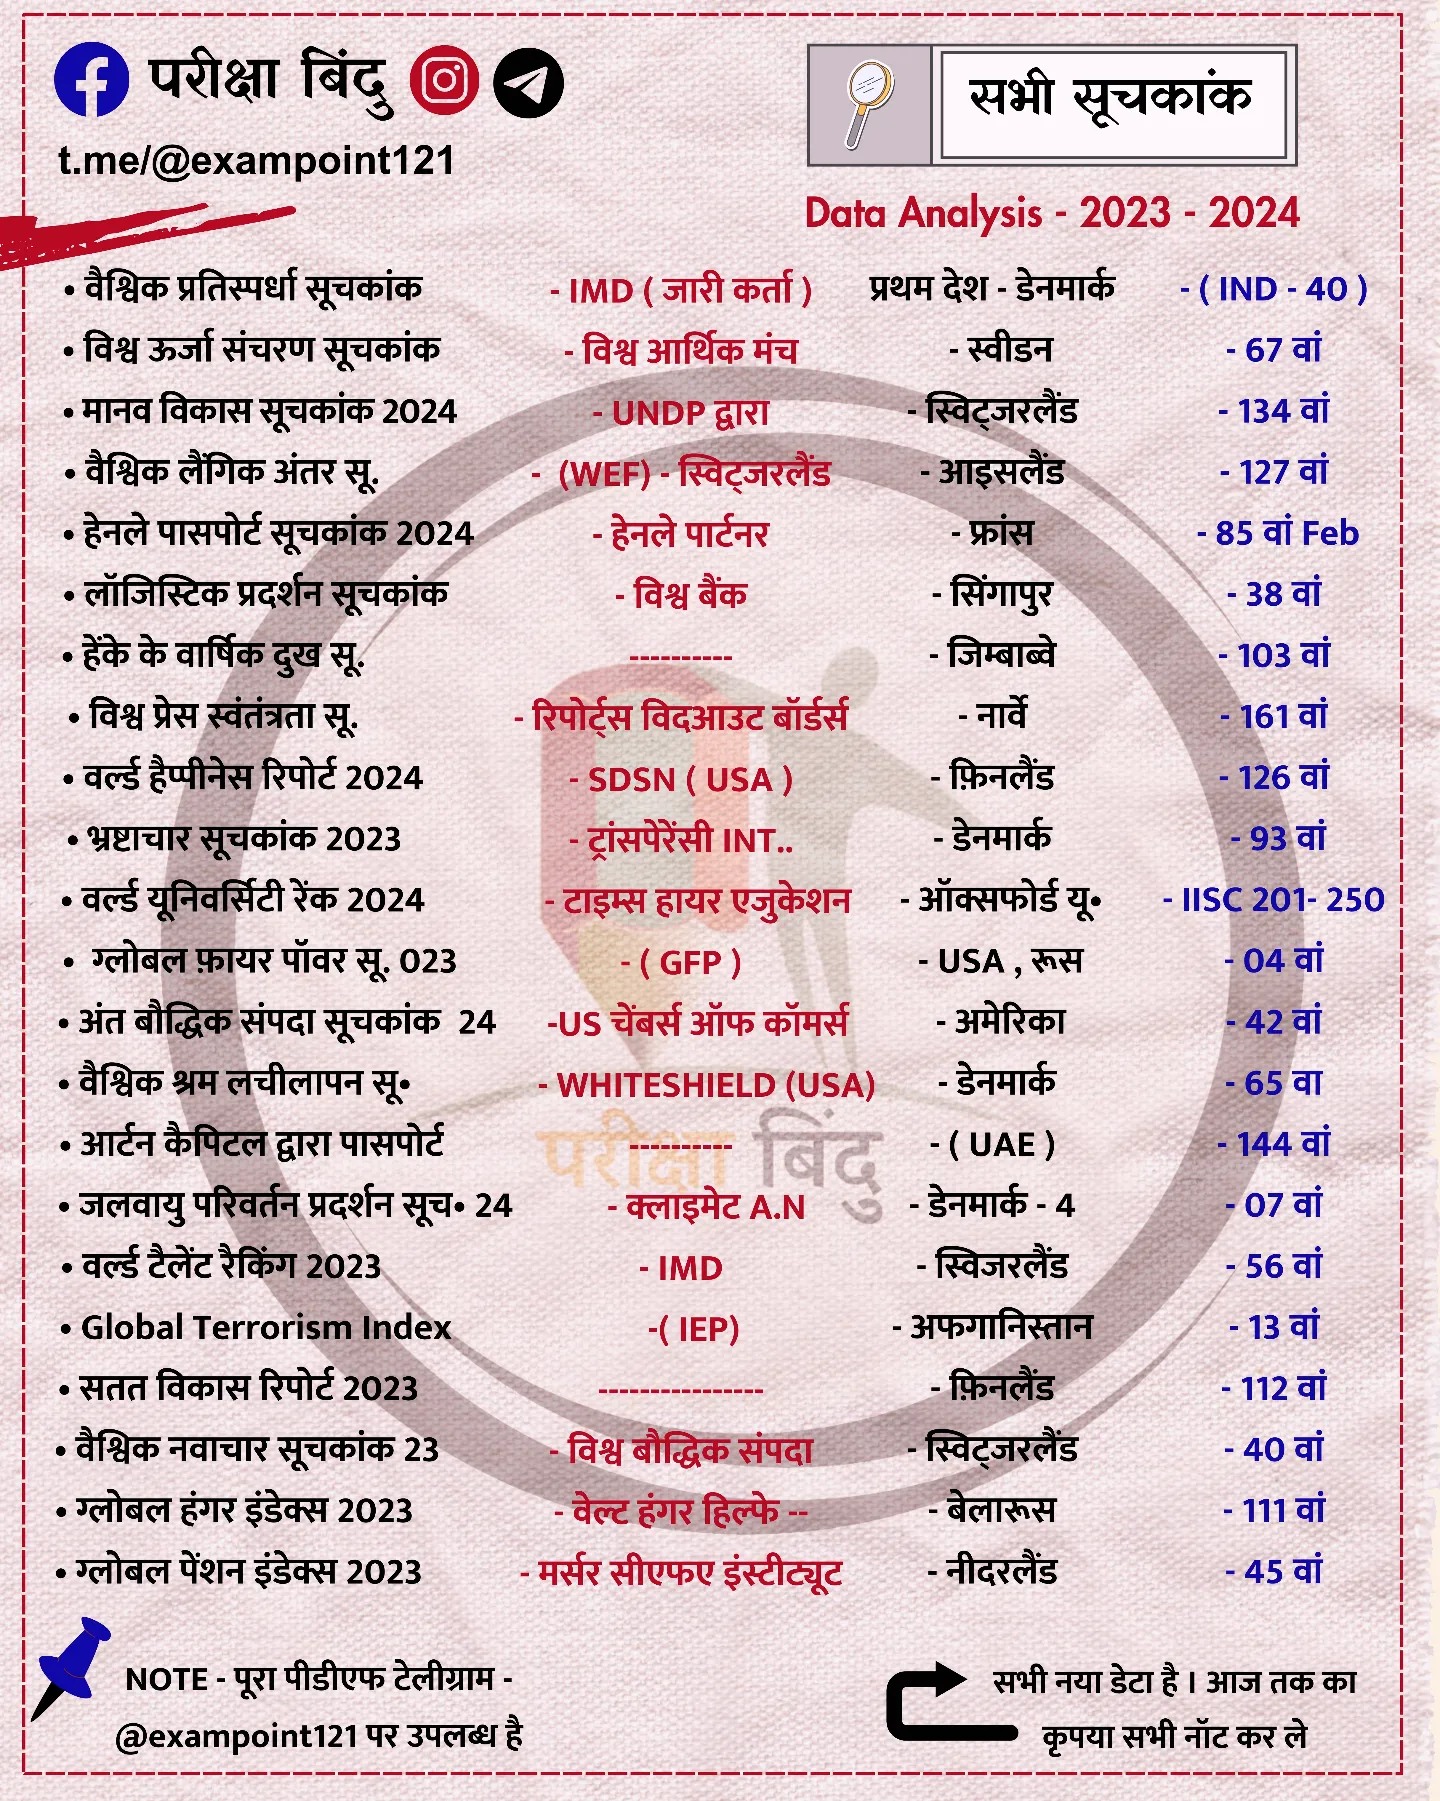 परीक्षा बिंदु
t.me/@exampoint121
सभी सूचकांक
Data Analysis - 2023 - 2024
• वैश्विक प्रतिस्पर्धा सूचकांक - IMD ( जारी कर्ता ) प्रथम देश - डेनमार्क - ( IND - 40 )
• विश्व ऊर्जा संचरण सूचकांक - विश्व आर्थिक मंच - स्वीडन - 67 वां
• मानव विकास सूचकांक 2024 - UNDP द्वारा - स्विट्जरलैंड - 134 वां
• वैश्विक लैंगिक अंतर सू. - (WEF) - स्विट्जरलैंड - आइसलैंड - 127 वां
• हेनले पासपोर्ट सूचकांक 2024 - हेनले पार्टनर - फ्रांस - 85 वां Feb
• लॉजिस्टिक प्रदर्शन सूचकांक - विश्व बैंक - सिंगापुर - 38 वां
• हेंके के वार्षिक दुख सू. ---------- - जिम्बाब्वे - 103 वां
• विश्व प्रेस स्वंतंत्रता सू. - रिपोर्ट्स विदआउट बॉर्डर्स - नार्वे - 161 वां
• वर्ल्ड हैप्पीनेस रिपोर्ट 2024 - SDSN ( USA ) - फ़िनलैंड - 126 वां
• भ्रष्टाचार सूचकांक 2023 - ट्रांसपेरेंसी INT.. - डेनमार्क - 93 वां
• वर्ल्ड यूनिवर्सिटी रेंक 2024 - टाइम्स हायर एजुकेशन - ऑक्सफोर्ड यू• - IISC 201- 250
• ग्लोबल फ़ायर पॉवर सू. 023 - ( GFP ) - USA , रूस - 04 वां
• अंत बौद्धिक संपदा सूचकांक 24 -US चेंबर्स ऑफ कॉमर्स - अमेरिका - 42 वां
• वैश्विक श्रम लचीलापन सू• - WHITESHIELD (USA) - डेनमार्क - 65 वा
• आर्टन कैपिटल द्वारा पासपोर्ट ---------- - ( UAE ) - 144 वां
परीक्षा बिंदु
• जलवायु परिवर्तन प्रदर्शन सूच• 24 - क्लाइमेट A.N - डेनमार्क - 4 - 07 वां
• वर्ल्ड टैलेंट रैकिंग 2023 - IMD - स्विजरलैंड - 56 वां
• Global Terrorism Index -( IEP) - अफगानिस्तान - 13 वां
• सतत विकास रिपोर्ट 2023 ---------------- - फ़िनलैंड - 112 वां
• वैश्विक नवाचार सूचकांक 23 - विश्व बौद्धिक संपदा - स्विट्जरलैंड - 40 वां
• ग्लोबल हंगर इंडेक्स 2023 - वेल्ट हंगर हिल्फे -- - बेलारूस - 111 वां
• ग्लोबल पेंशन इंडेक्स 2023 - मर्सर सीएफए इंस्टीट्यूट - नीदरलैंड - 45 वां
NOTE - पूरा पीडीएफ टेलीग्राम -
@exampoint121 पर उपलब्ध है
सभी नया डेटा है । आज तक का
कृपया सभी नॉट कर ले